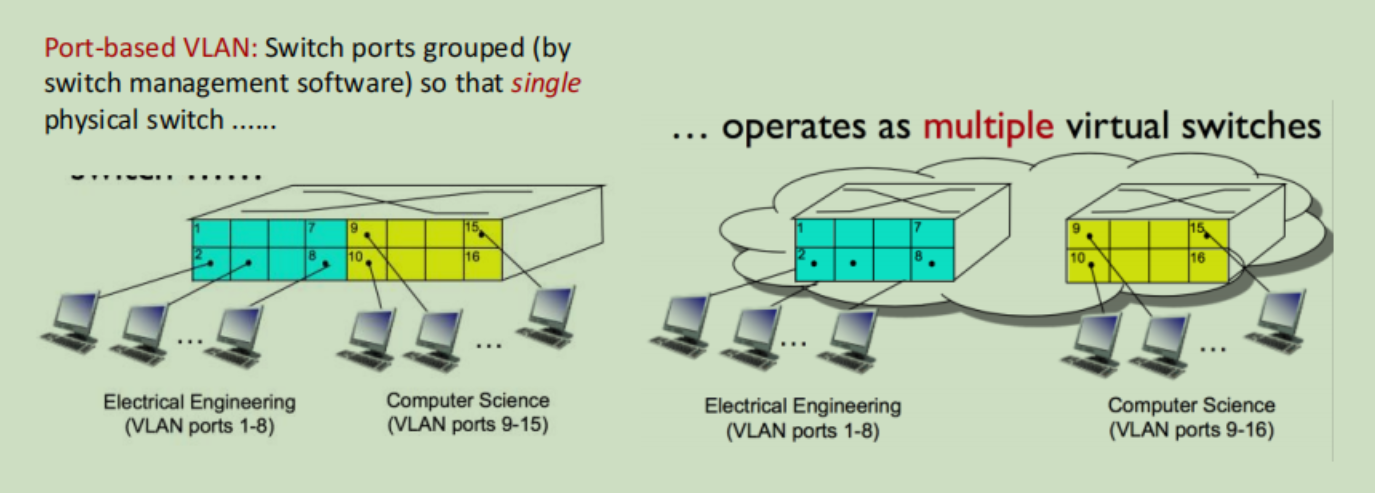 Port-based VLAN: Switch ports grouped (by
switch management software) so that single
physical switch ......
... operates as multiple virtual switches
1 7 9 15
2 8 10 16
... ...
Electrical Engineering
(VLAN ports 1-8)
Computer Science
(VLAN ports 9-15)
1 7
2 8
...
9 15
10 16
...
Electrical Engineering
(VLAN ports 1-8)
Computer Science
(VLAN ports 9-16)